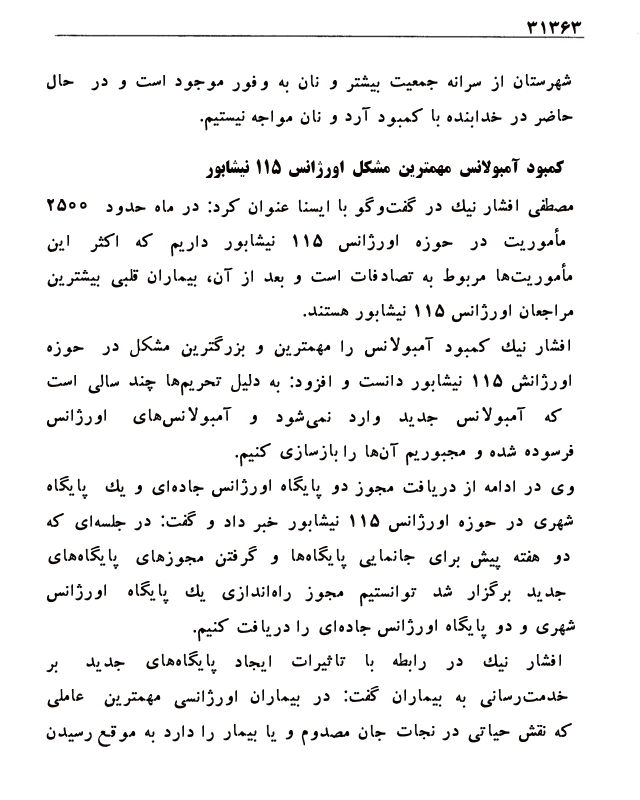 ۳۱۳۶۳
شهرستان از سرانه جمعیت بیشتر و نان به وفور موجود است و در حال
حاضر در خدابنده با کمبود آرد و نان مواجه نیستیم.
کمبود آمبولانس مهمترین مشکل اورژانس ۱۱۵ نیشابور
مصطفی افشار نیك در گفت‌وگو با ایسنا عنوان کرد: در ماه حدود ۲۵۰۰
مأموریت در حوزه اورژانس ۱۱۵ نیشابور داریم که اکثر این
مأموریت‌ها مربوط به تصادفات است و بعد از آن، بیماران قلبی بیشترین
مراجعان اورژانس ۱۱۵ نیشابور هستند.
افشار نیك کمبود آمبولانس را مهمترین و بزرگترین مشکل در حوزه
اورژانش ۱۱۵ نیشابور دانست و افزود: به دلیل تحریم‌ها چند سالی است
که آمبولانس جدید وارد نمی‌شود و آمبولانس‌های اورژانس
فرسوده شده و مجبوریم آن‌ها را بازسازی کنیم.
وی در ادامه از دریافت مجوز دو پایگاه اورژانس جاده‌ای و یك پایگاه
شهری در حوزه اورژانس ۱۱۵ نیشابور خبر داد و گفت: در جلسه‌ای که
دو هفته پیش برای جانمایی پایگاه‌ها و گرفتن مجوزهای پایگاه‌های
جدید برگزار شد توانستیم مجوز راه‌اندازی یك پایگاه اورژانس
شهری و دو پایگاه اورژانس جاده‌ای را دریافت کنیم.
افشار نیك در رابطه با تاثیرات ایجاد پایگاه‌های جدید بر
خدمت‌رسانی به بیماران گفت: در بیماران اورژانسی مهمترین عاملی
که نقش حیاتی در نجات جان مصدوم و یا بیمار را دارد به موقع رسیدن